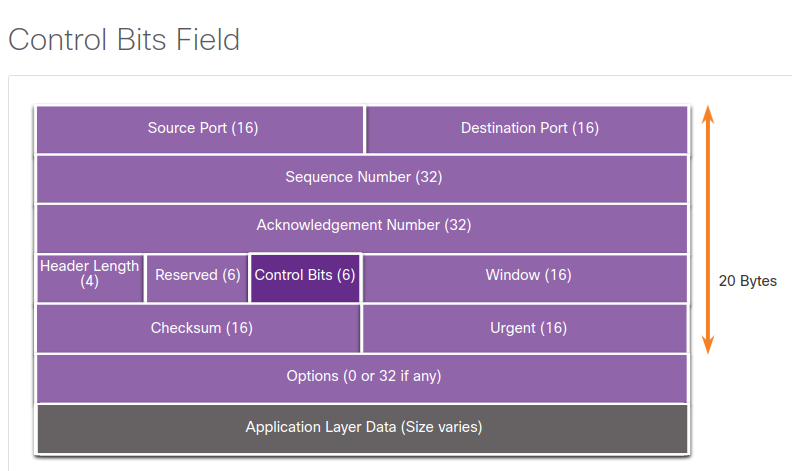 Control Bits Field
Source Port (16)
Destination Port (16)
Sequence Number (32)
Acknowledgement Number (32)
Header Length
(4)
Reserved (6)
Control Bits (6)
Window (16)
20 Bytes
Checksum (16)
Urgent (16)
Options (0 or 32 if any)
Application Layer Data (Size varies)